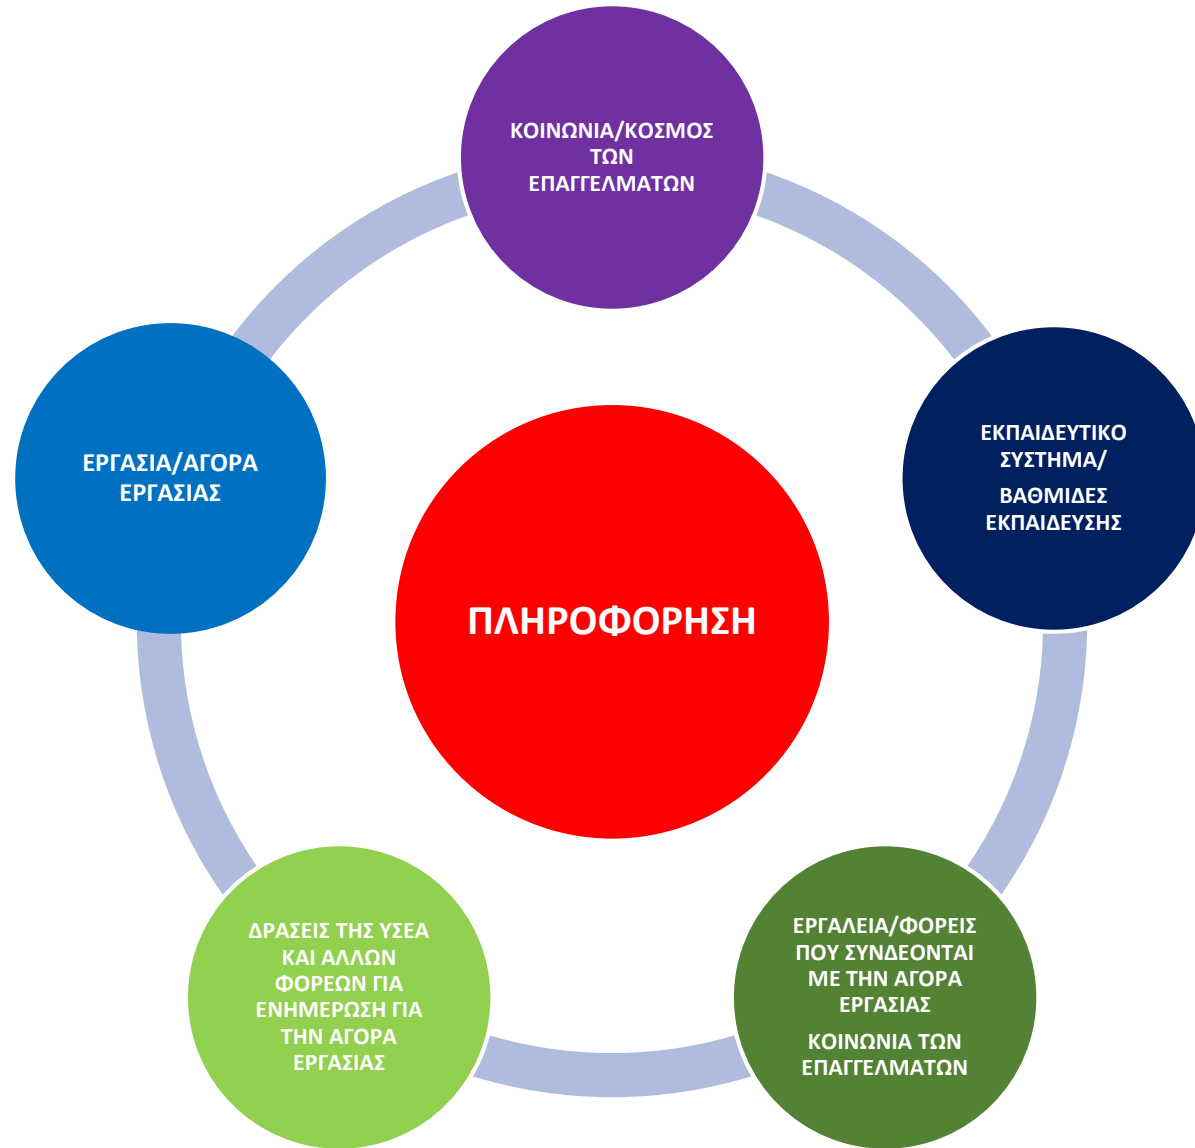 ΚΟΙΝΩΝΙΑ/ΚΟΣΜΟΣ
ΤΩΝ
ΕΠΑΓΓΕΛΜΑΤΩΝ
ΕΚΠΑΙΔΕΥΤΙΚΟ
ΣΥΣΤΗΜΑ/
ΒΑΘΜΙΔΕΣ
ΕΚΠΑΙΔΕΥΣΗΣ
ΕΡΓΑΣΙΑ/ΑΓΟΡΑ
ΕΡΓΑΣΙΑΣ
ΠΛΗΡΟΦΟΡΗΣΗ
ΕΡΓΑΛΕΙΑ/ΦΟΡΕΙΣ
ΠΟΥ ΣΥΝΔΕΟΝΤΑΙ
ΜΕ ΤΗΝ ΑΓΟΡΑ
ΕΡΓΑΣΙΑΣ
ΚΟΙΝΩΝΙΑ ΤΩΝ
ΕΠΑΓΓΕΛΜΑΤΩΝ
ΔΡΑΣΕΙΣ ΤΗΣ ΥΣΕΑ
ΚΑΙ ΑΛΛΩΝ
ΦΟΡΕΩΝ ΓΙΑ
ΕΝΗΜΕΡΩΣΗ ΓΙΑ
ΤΗΝ ΑΓΟΡΑ
ΕΡΓΑΣΙΑΣ